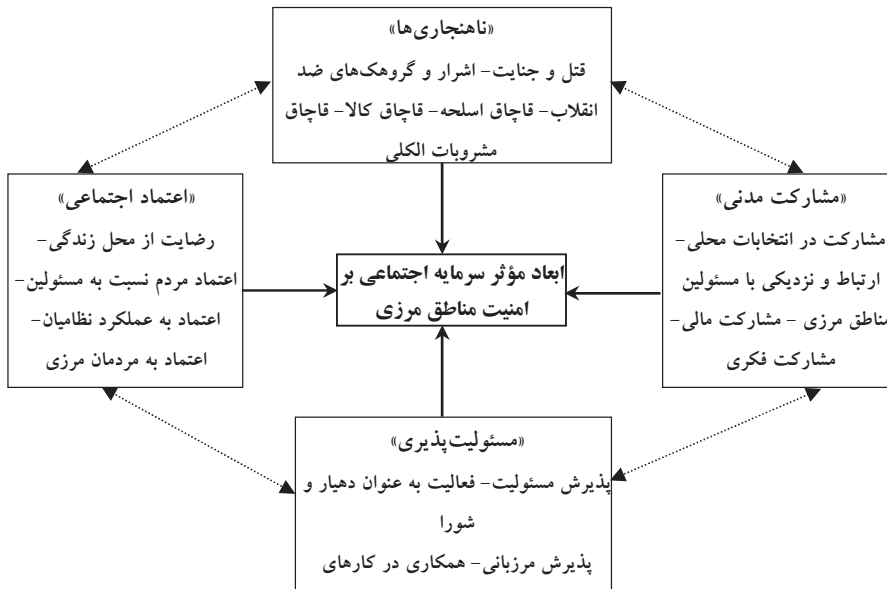 «ناهنجاری‌ها»
قتل و جنایت- اشرار و گروهک‌های ضد
انقلاب- قاچاق اسلحه- قاچاق کالا- قاچاق
مشروبات الکلی
«مشارکت مدنی»
مشارکت در انتخابات محلی-
ارتباط و نزدیکی با مسئولین
مناطق مرزی - مشارکت مالی-
مشارکت فکری
ابعاد مؤثر سرمایه اجتماعی بر
امنیت مناطق مرزی
«اعتماد اجتماعی»
رضایت از محل زندگی-
اعتماد مردم نسبت به مسئولین-
اعتماد به عملکرد نظامیان-
اعتماد به مردمان مرزی
«مسئولیت‌پذیری»
پذیرش مسئولیت- فعالیت به عنوان دهیار و
شورا
پذیرش مرزبانی- همکاری در کارهای